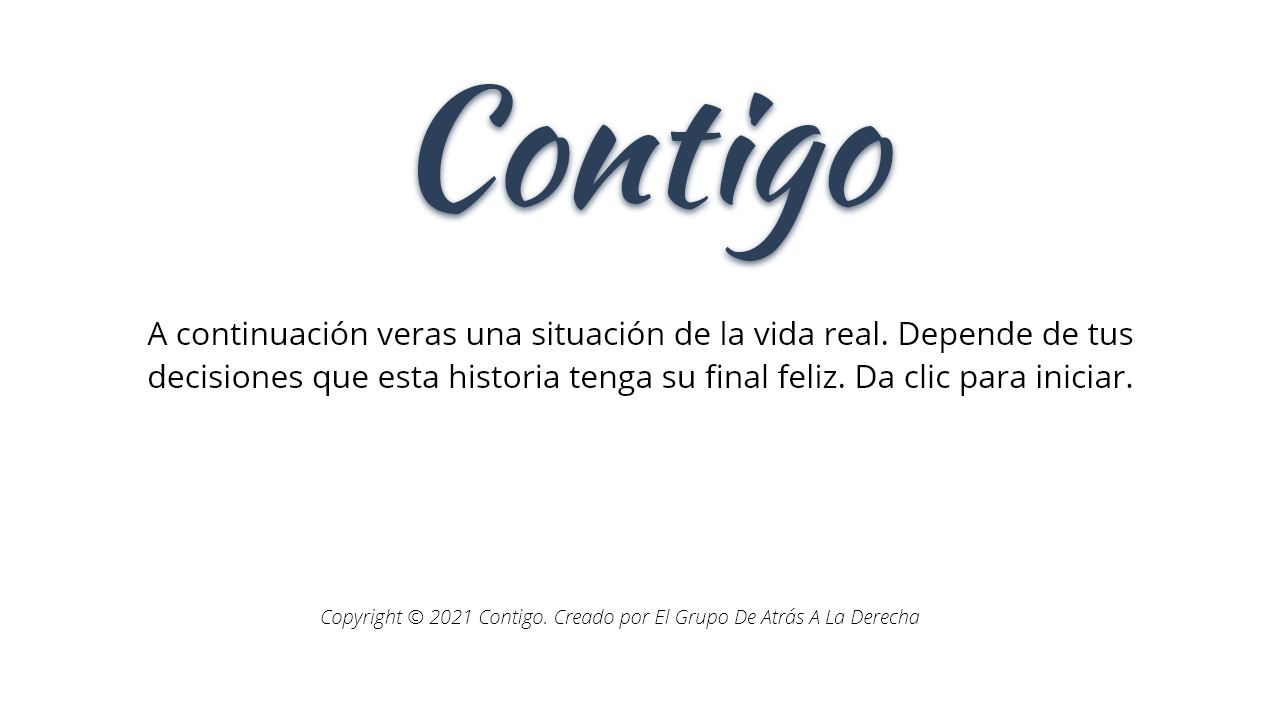 Contigo
A continuación veras una situación de la vida real. Depende de tus
decisiones que esta historia tenga su final feliz. Da clic para iniciar.
Copyright © 2021 Contigo. Creado por El Grupo De Atrás A La Derecha